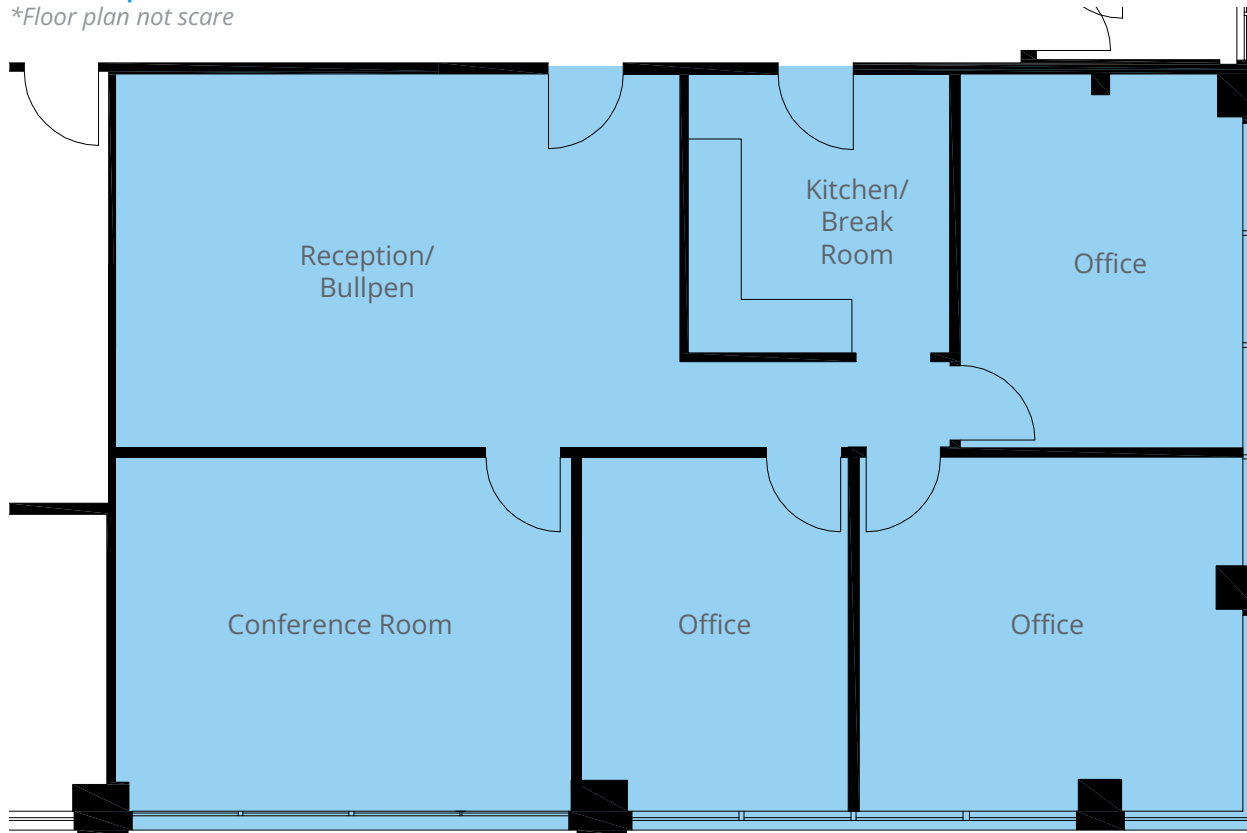 *Floor plan not scare
Kitchen/
Break
Room
Reception/
Bullpen
Office
Conference Room
Office
Office